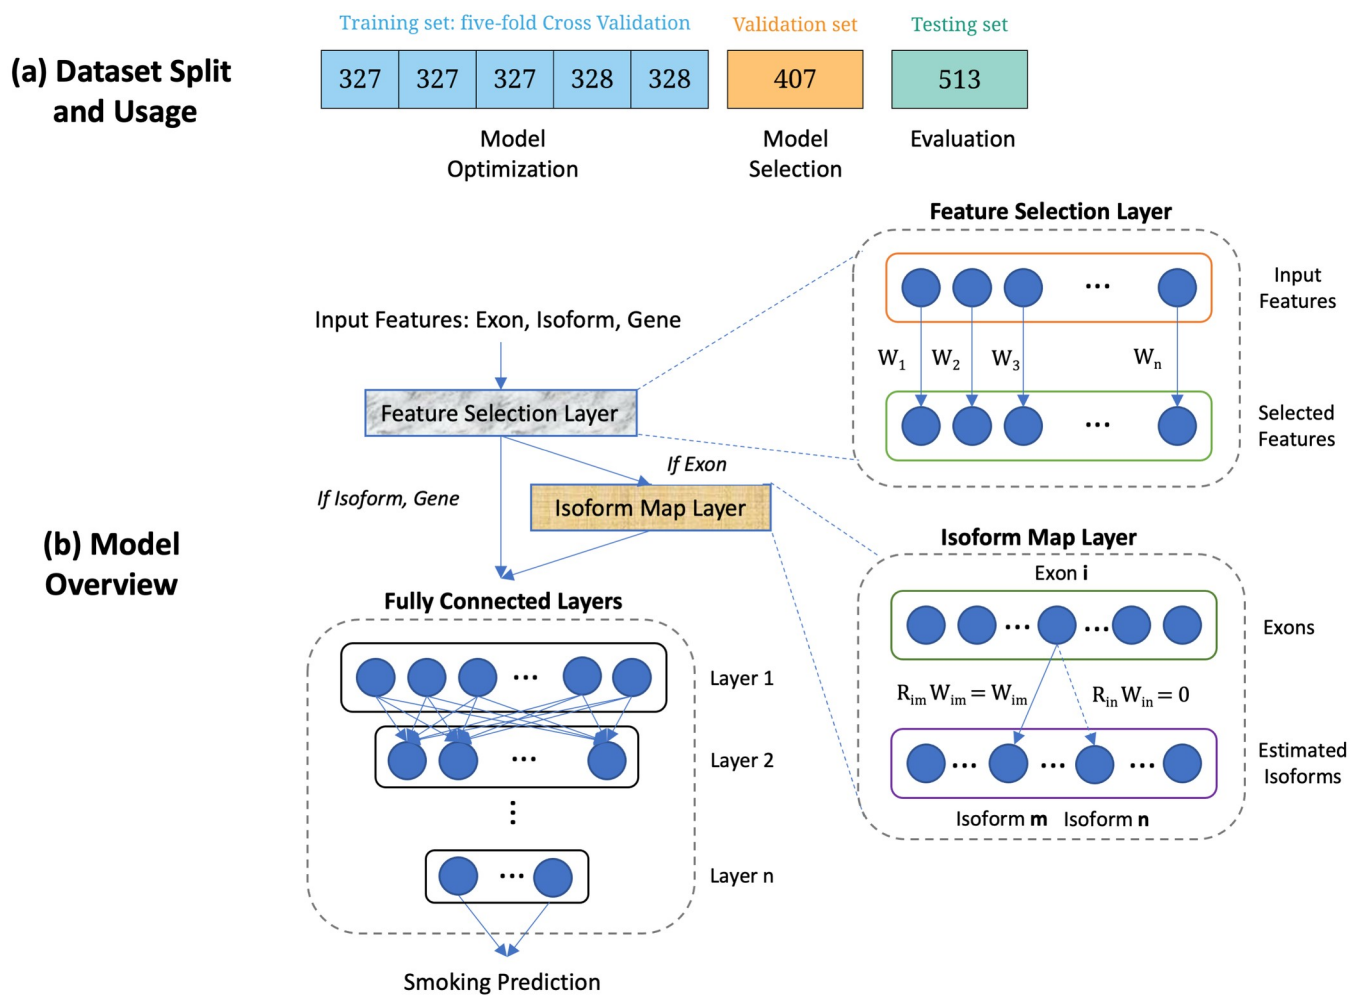 (a) Dataset Split
and Usage
Training set: five-fold Cross Validation
Validation set
Testing set
327 327 327 328 328
407
513
Model
Optimization
Model
Selection
Evaluation
(b) Model
Overview
Input Features: Exon, Isoform, Gene
Feature Selection Layer
If Exon
If Isoform, Gene
Isoform Map Layer
Fully Connected Layers
...
Layer 1
...
Layer 2
...
...
Layer n
Smoking Prediction
Feature Selection Layer
...
Input
Features
W1 W2 W3 Wn
...
Selected
Features
Isoform Map Layer
Exon i
... ...
Exons
Rim Wim = Wim
Rin Win = 0
... ... ...
Estimated
Isoforms
Isoform m Isoform n